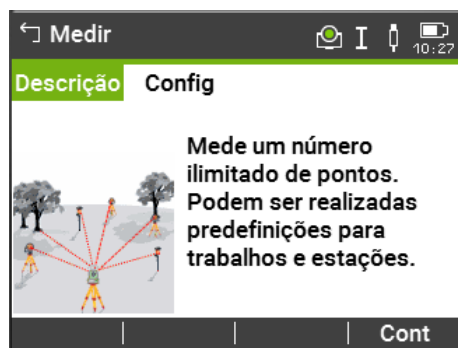 Medir
10:27
Descrição Config
Mede um número
ilimitado de pontos.
Podem ser realizadas
predefinições para
trabalhos e estações.
Cont